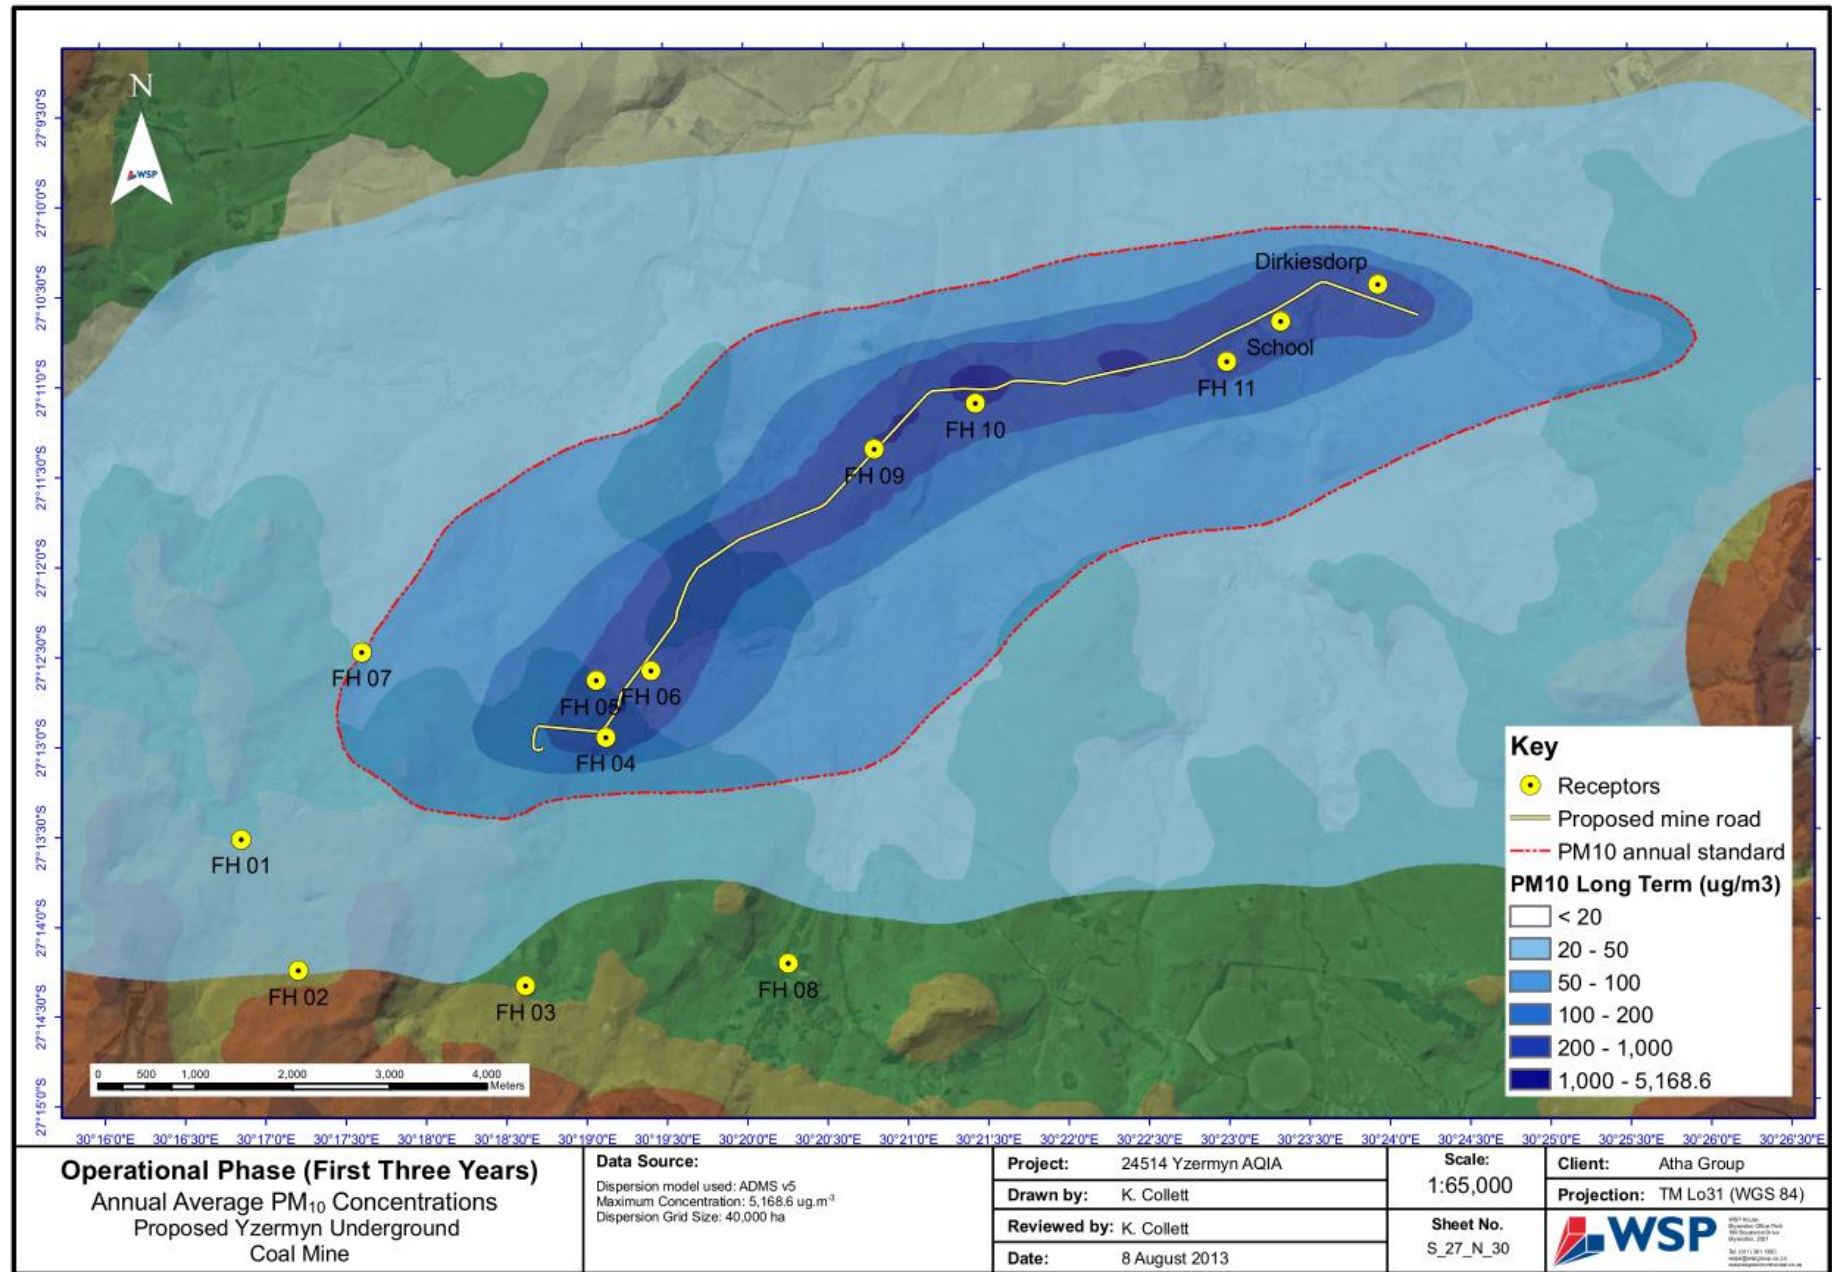 N
WSP
27°9'30"S
27°10'0"S
27°10'30"S
27°11'0"S
27°11'30"S
27°12'0"S
27°12'30"S
27°13'0"S
27°13'30"S
27°14'0"S
27°14'30"S
27°15'0"S
Dirkiesdorp
School
FH 11
FH 10
FH 09
FH 07
FH 05
FH 06
FH 04
FH 01
FH 02
FH 03
FH 08
Key
Receptors
Proposed mine road
PM10 annual standard
PM10 Long Term (ug/m3)
< 20
20 - 50
50 - 100
100 - 200
200 - 1,000
1,000 - 5,168.6
0 500 1,000 2,000 3,000 4,000
Meters
30°16'0"E 30°16'30"E 30°17'0"E 30°17'30"E 30°18'0"E 30°18'30"E 30°19'0"E 30°19'30"E 30°20'0"E 30°20'30"E 30°21'0"E 30°21'30"E 30°22'0"E 30°22'30"E 30°23'0"E 30°23'30"E 30°24'0"E 30°24'30"E 30°25'0"E 30°25'30"E 30°26'0"E 30°26'30"E
Operational Phase (First Three Years)
Annual Average PM₁₀ Concentrations
Proposed Yzermyn Underground
Coal Mine
Data Source:
Dispersion model used: ADMS v5
Maximum Concentration: 5,168.6 ug.m⁻³
Dispersion Grid Size: 40,000 ha
Project: 24514 Yzermyn AQIA
Drawn by: K. Collett
Reviewed by: K. Collett
Date: 8 August 2013
Scale:
1:65,000
Sheet No.
S_27_N_30
Client: Atha Group
Projection: TM Lo31 (WGS 84)
WSP